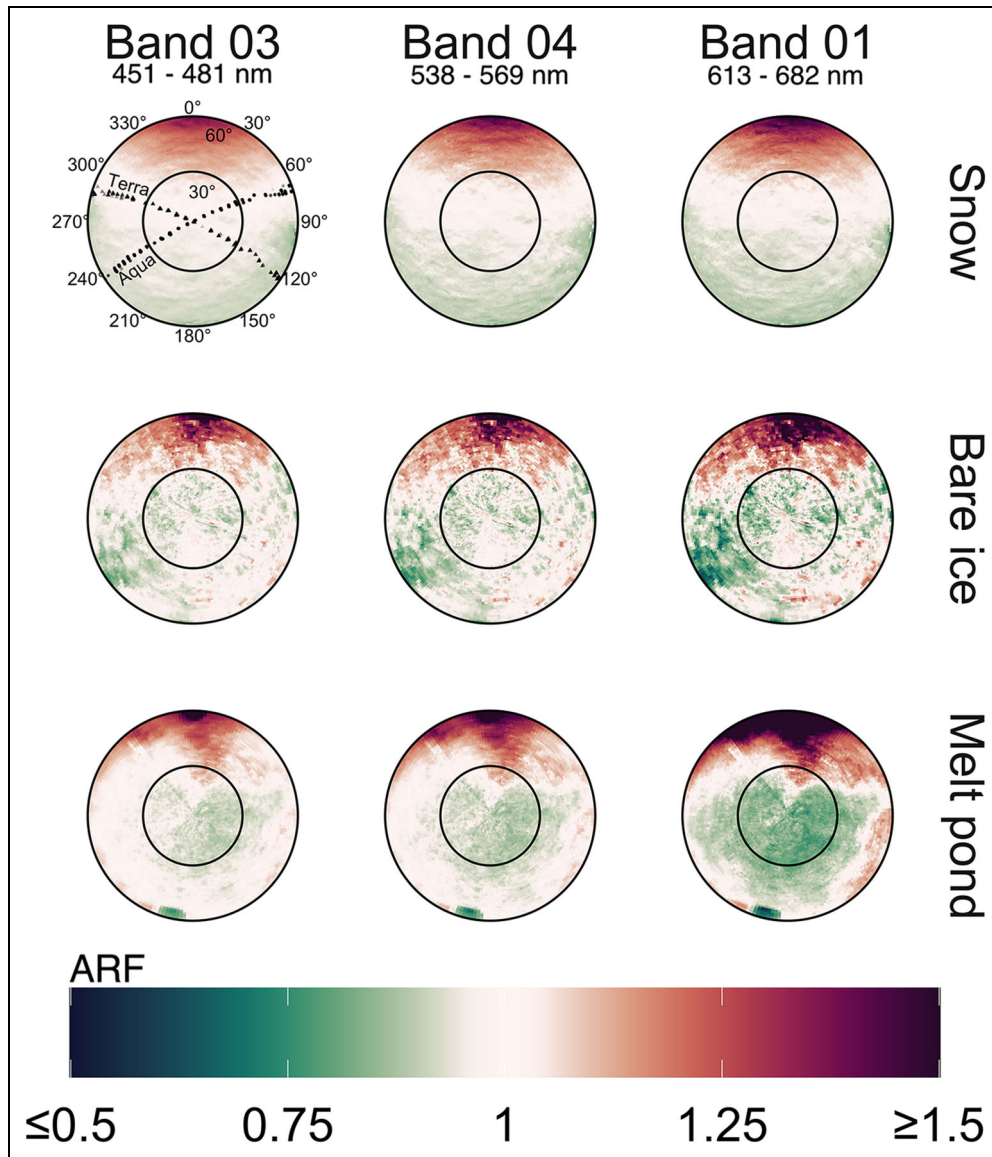 Band 03 Band 04 Band 01
451 - 481 nm 538 - 569 nm 613 - 682 nm
0°
330° 30°
60°
300° 60°
Terra
30°
270° 90°
Aqua
240° 120°
210° 150°
180°
Snow
Bare ice
Melt pond
ARF
≤0.5 0.75 1 1.25 ≥1.5